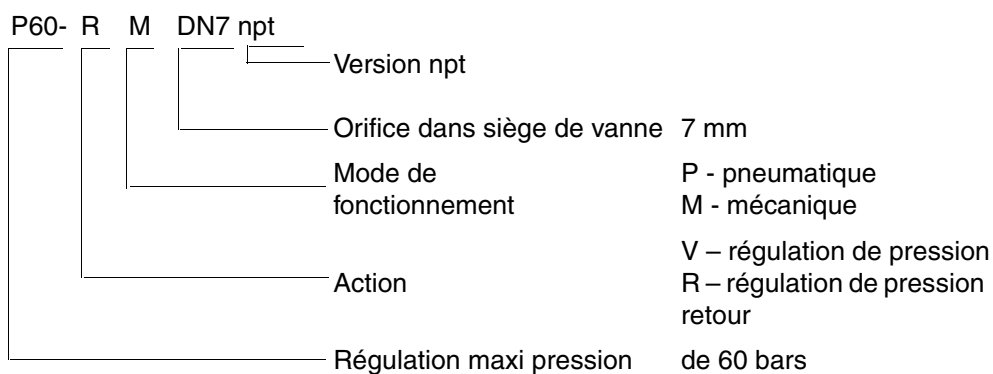 P60- R M DN7 npt
Version npt
Orifice dans siège de vanne 7 mm
Mode de fonctionnement
P - pneumatique
M - mécanique
V – régulation de pression
Action
R – régulation de pression retour
Régulation maxi pression de 60 bars